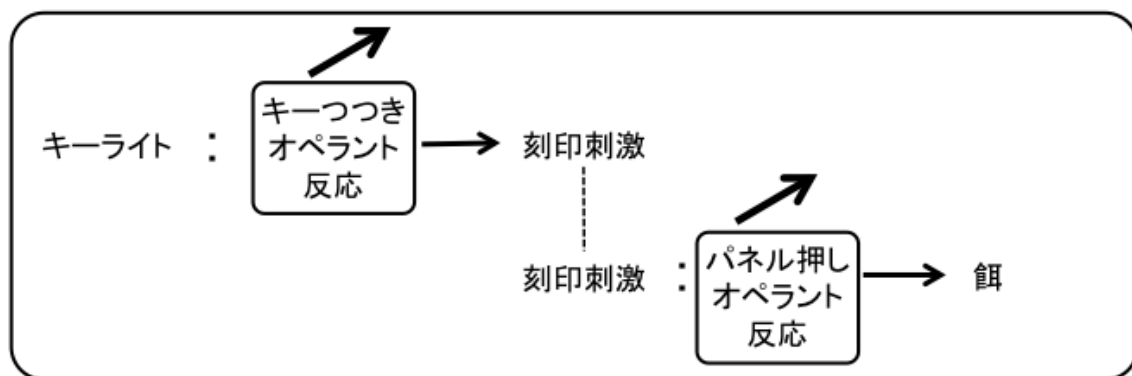 キーライト : キーつつき
オペラント
反応
刻印刺激
刻印刺激 : パネル押し
オペラント
反応
餌